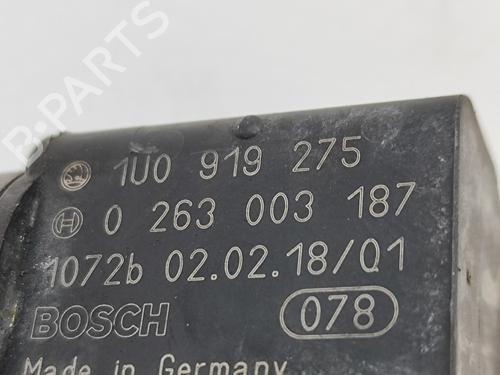 1U0 919 275
0 263 003 187
1072b 02.02.18/01
BOSCH 078
Made in Germany
B-PARTS